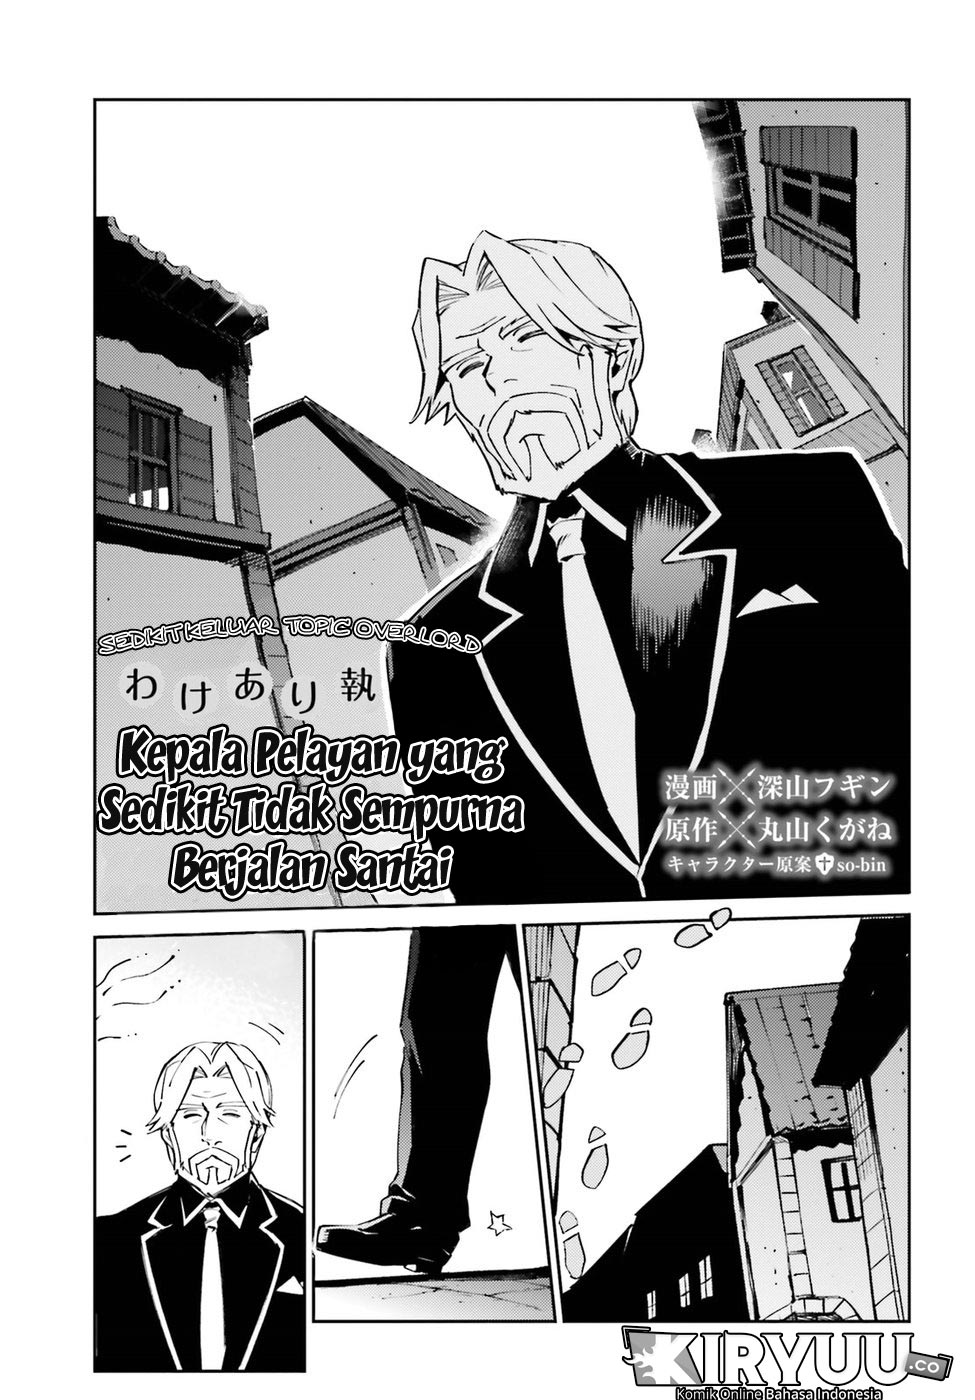 SEDIKIT KELUAR TOPIC OVERLORD
わけあり執
Kepala Pelayan yang
Sedikit Tidak Sempurna
Berjalan Santai
漫画×深山フギン
原作×丸山くがね
キャラクター原案 so-bin
KIRYUU.CO
Komik Online Bahasa Indonesia